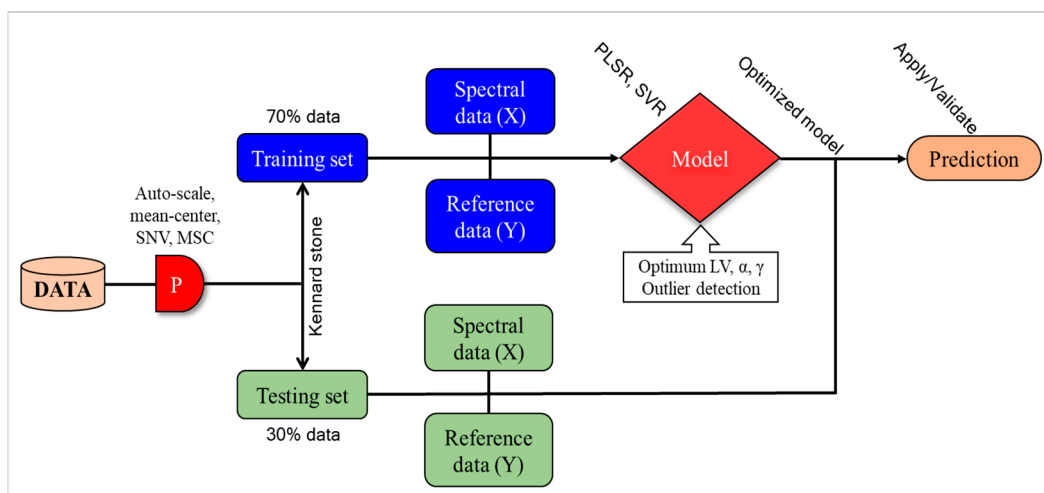 Apply/Validate
PLSR, SVR
Optimized model
Spectral
data (X)
70% data
Training set
Model
Prediction
Reference
data (Y)
Auto-scale,
mean-center,
SNV, MSC
Kennard stone
Optimum LV, α, γ
Outlier detection
DATA
P
Spectral
data (X)
Testing set
30% data
Reference
data (Y)